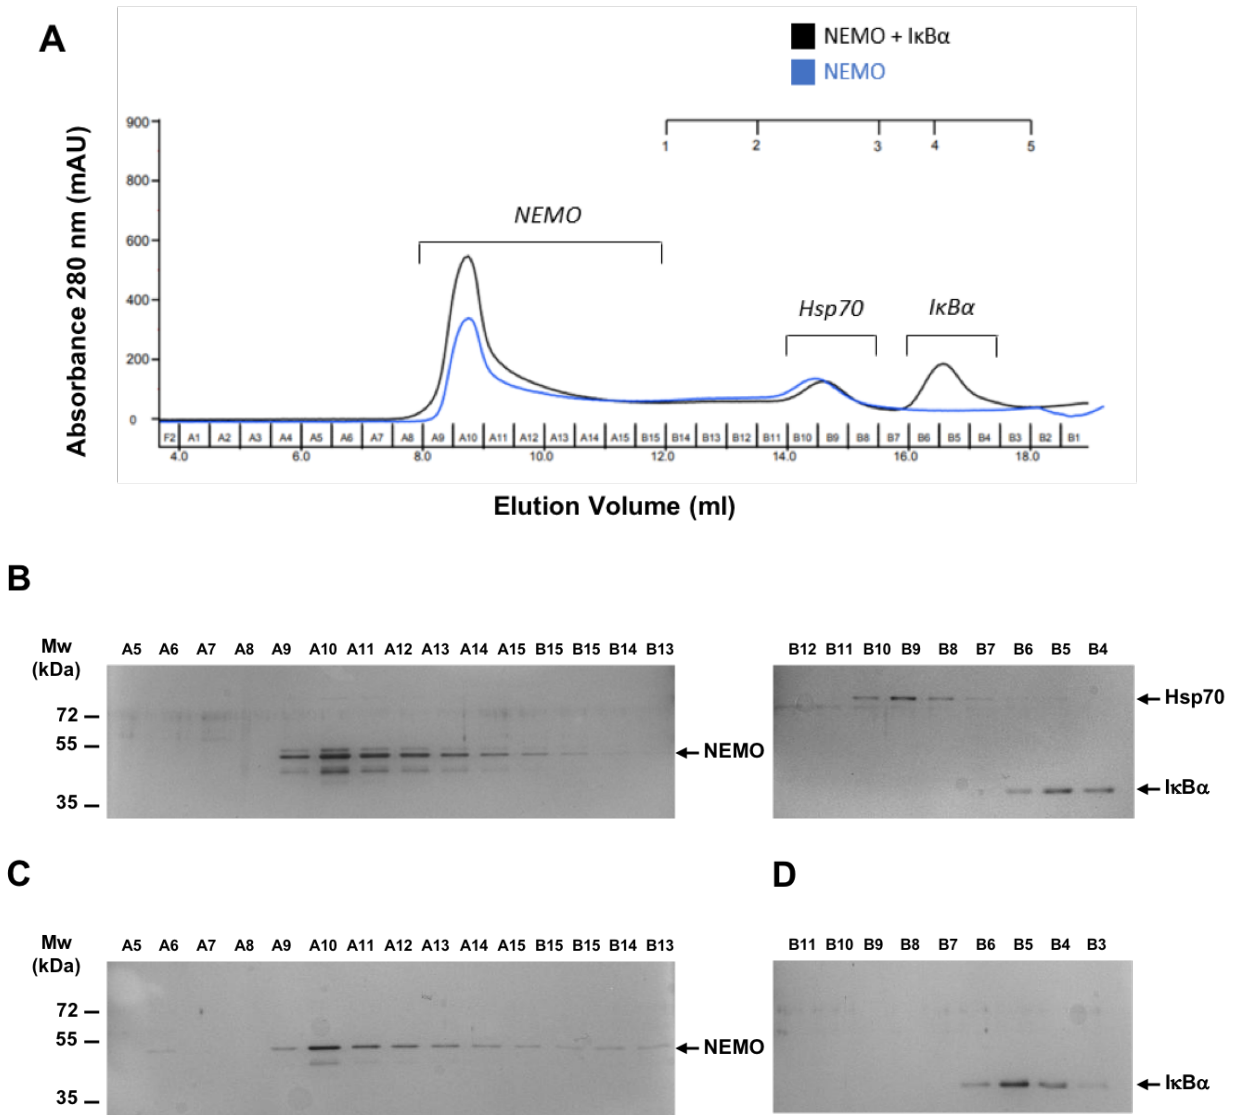 A
NEMO + IκBα
NEMO
Absorbance 280 nm (mAU)
900
800
600
400
200
0
1 2 3 4 5
NEMO
Hsp70
IκBα
F2 A1 A2 A3 A4 A5 A6 A7 A8 A9 A10 A11 A12 A13 A14 A15 B15 B14 B13 B12 B11 B10 B9 B8 B7 B6 B5 B4 B3 B2 B1
4.0 6.0 8.0 10.0 12.0 14.0 16.0 18.0
Elution Volume (ml)
B
Mw
(kDa)
A5 A6 A7 A8 A9 A10 A11 A12 A13 A14 A15 B15 B15 B14 B13
72
55
35
NEMO
B12 B11 B10 B9 B8 B7 B6 B5 B4
Hsp70
IκBα
C
Mw
(kDa)
A5 A6 A7 A8 A9 A10 A11 A12 A13 A14 A15 B15 B15 B14 B13
72
55
35
NEMO
D
B11 B10 B9 B8 B7 B6 B5 B4 B3
IκBα